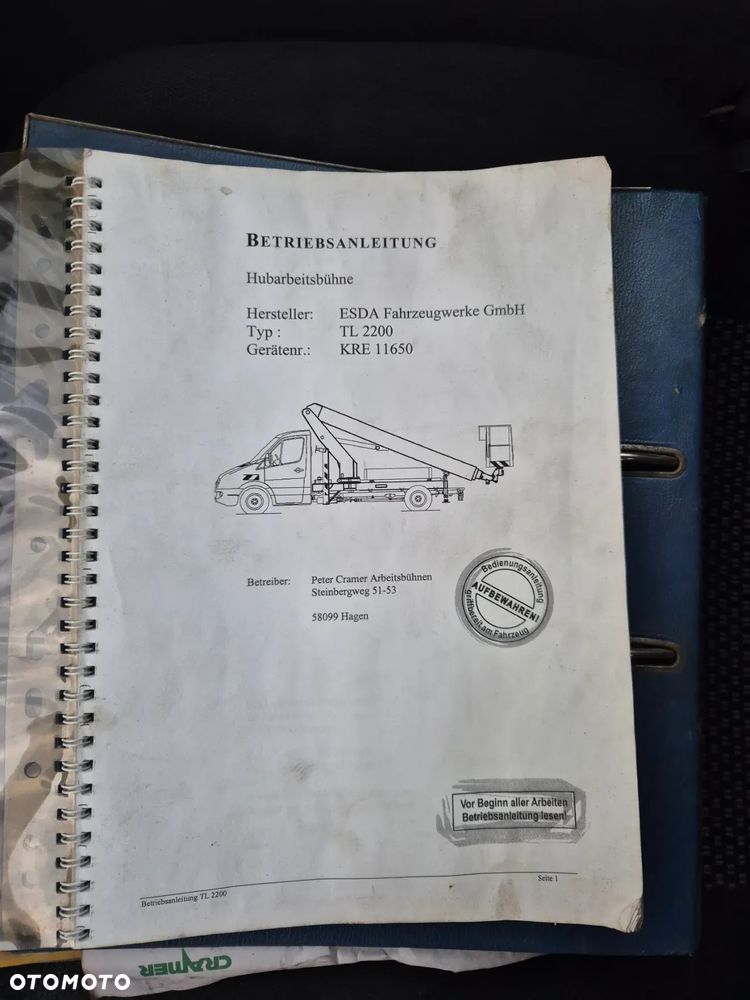 BETRIEBSANLEITUNG
Hubarbeitsbühne
Hersteller: ESDA Fahrzeugwerke GmbH
Typ : TL 2200
Gerätenr.: KRE 11650
Betreiber: Peter Cramer Arbeitsbühnen
Steinbergweg 51-53
58099 Hagen
Bedienungsanleitung
AUFBEWAHREN!
griffbereit am Fahrzeug
Vor Beginn aller Arbeiten
Betriebsanleitung lesen!
Betriebsanleitung TL 2200 Seite 1
CRAMER
OTOMOTO